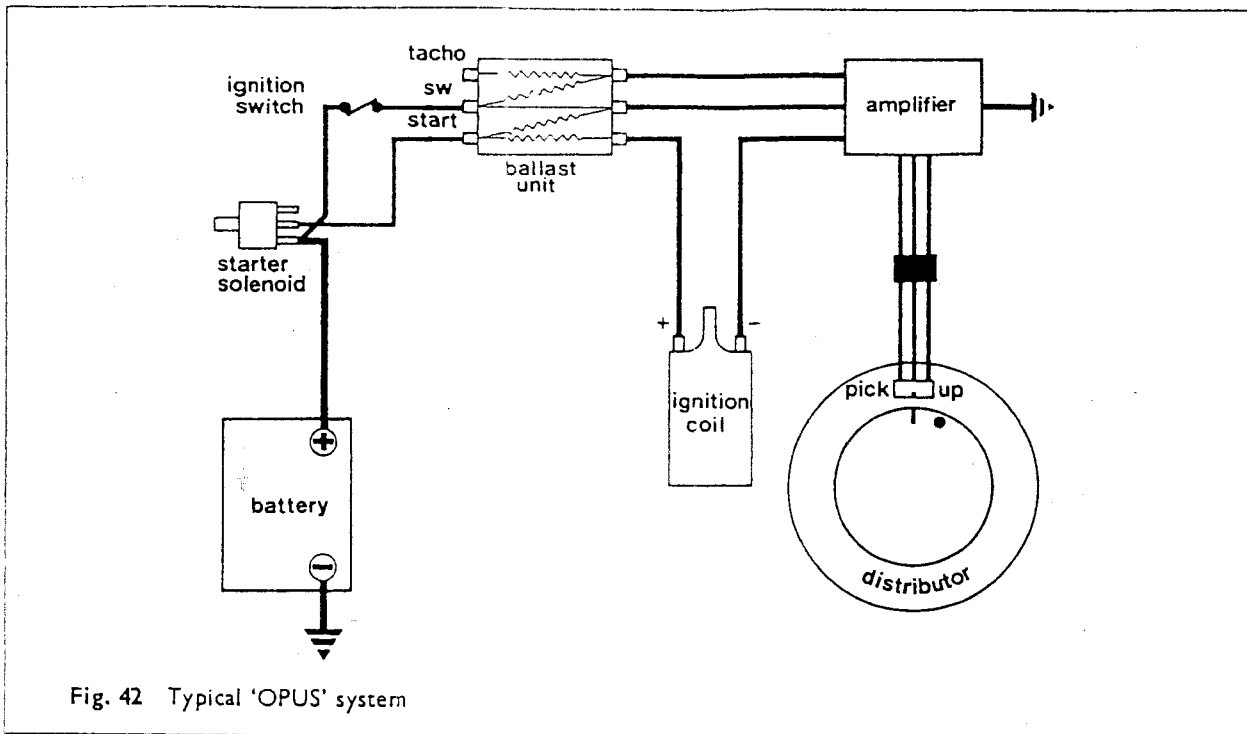 tacho
ignition
switch
sw
start
amplifier
ballast
unit
starter
solenoid
+ −
pick up
ignition
coil
+
battery
−
distributor
Fig. 42 Typical 'OPUS' system